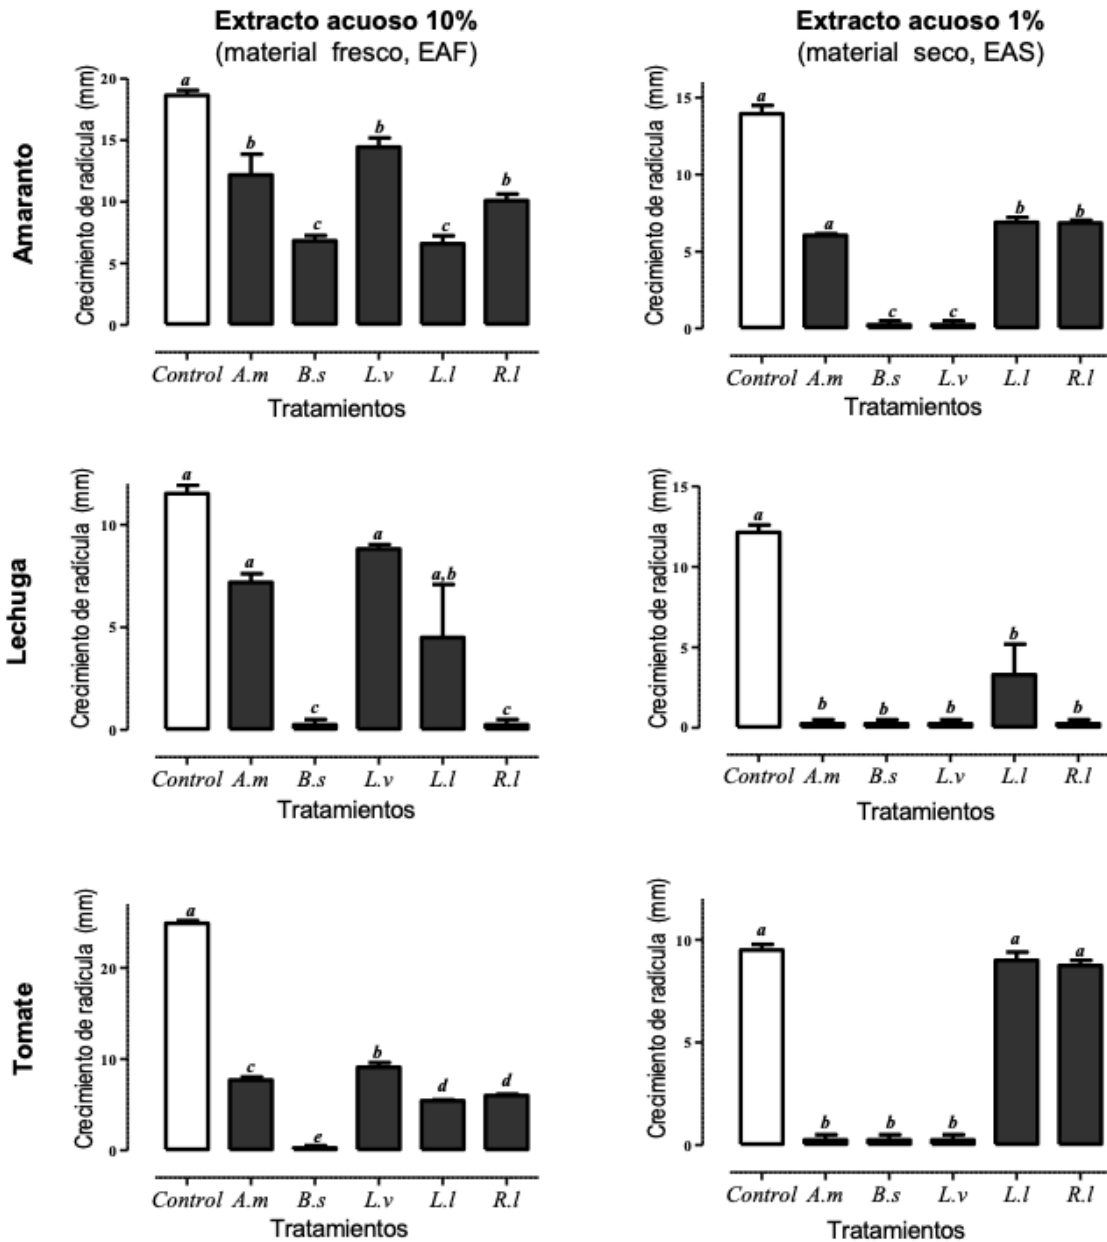 Extracto acuoso 10%
(material fresco, EAF)
Extracto acuoso 1%
(material seco, EAS)
Amaranto
Crecimiento de radícula (mm)
20
15
10
5
0
a
b
c
b
c
b
Control A.m B.s L.v L.l R.l
Tratamientos
Crecimiento de radícula (mm)
15
10
5
0
a
a
c
c
b
b
Control A.m B.s L.v L.l R.l
Tratamientos
Lechuga
Crecimiento de radícula (mm)
10
5
0
a
a
c
a
a,b
c
Control A.m B.s L.v L.l R.l
Tratamientos
Crecimiento de radícula (mm)
15
10
5
0
a
b
b
b
b
b
Control A.m B.s L.v L.l R.l
Tratamientos
Tomate
Crecimiento de radícula (mm)
20
10
0
a
c
e
b
d
d
Control A.m B.s L.v L.l R.l
Tratamientos
Crecimiento de radícula (mm)
10
5
0
a
b
b
b
a
a
Control A.m B.s L.v L.l R.l
Tratamientos